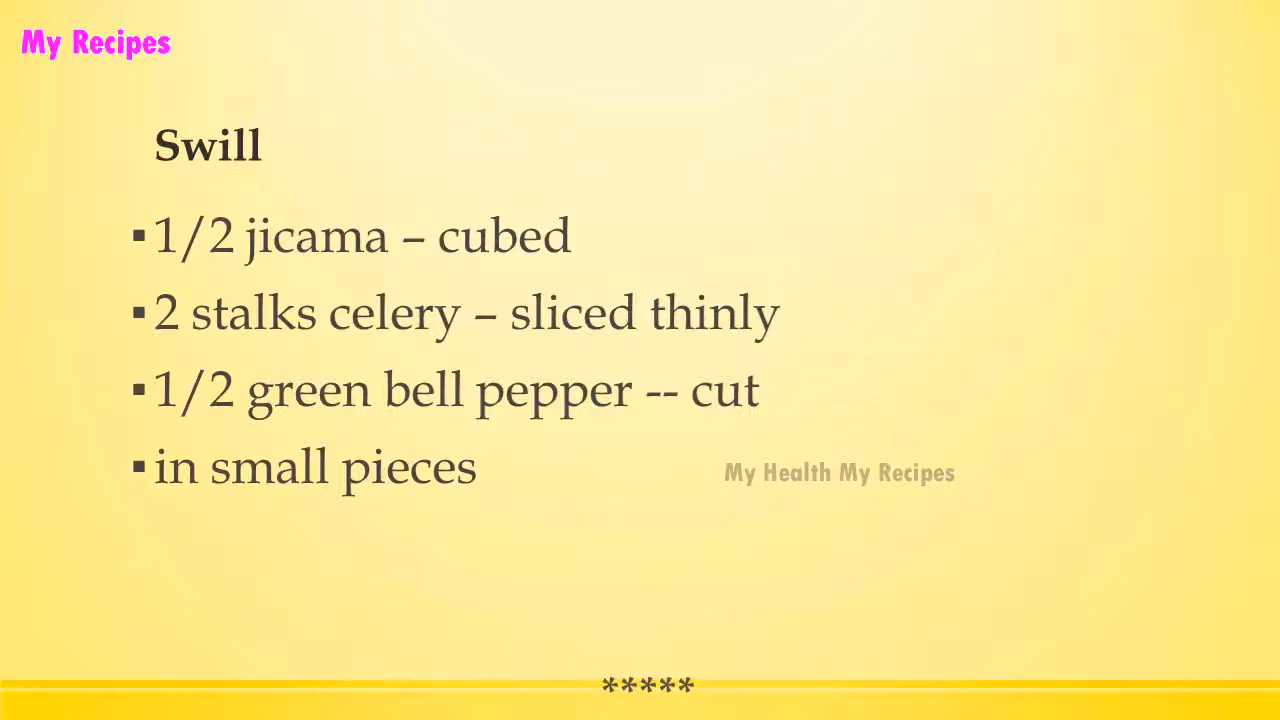 My Recipes
Swill
▪1/2 jicama – cubed
▪2 stalks celery – sliced thinly
▪1/2 green bell pepper -- cut
▪in small pieces
My Health My Recipes
*****